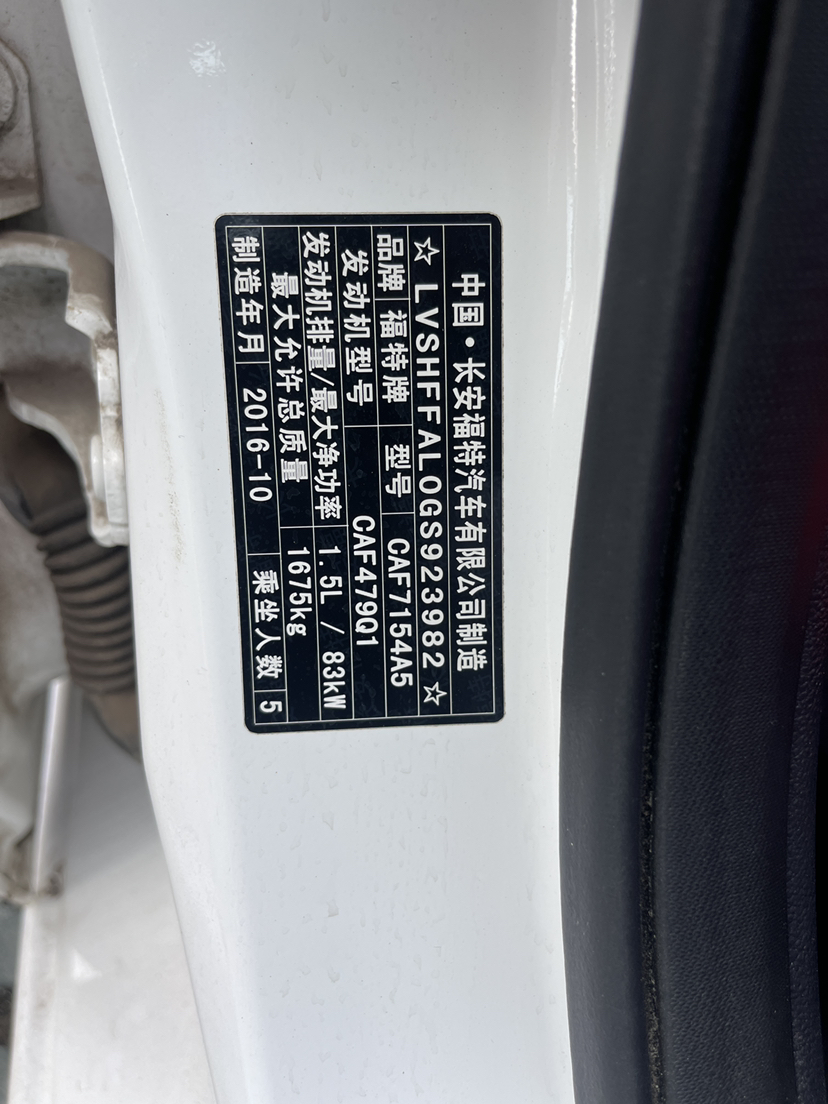 中国·长安福特汽车有限公司制造
☆LVSHFFAL0GS923982☆
品牌 福特牌 型号 CAF7154A5
发动机型号 CAF479Q1
发动机排量/最大净功率 1.5L / 83kW
最大允许总质量 1675kg
制造年月 2016-10 乘坐人数 5